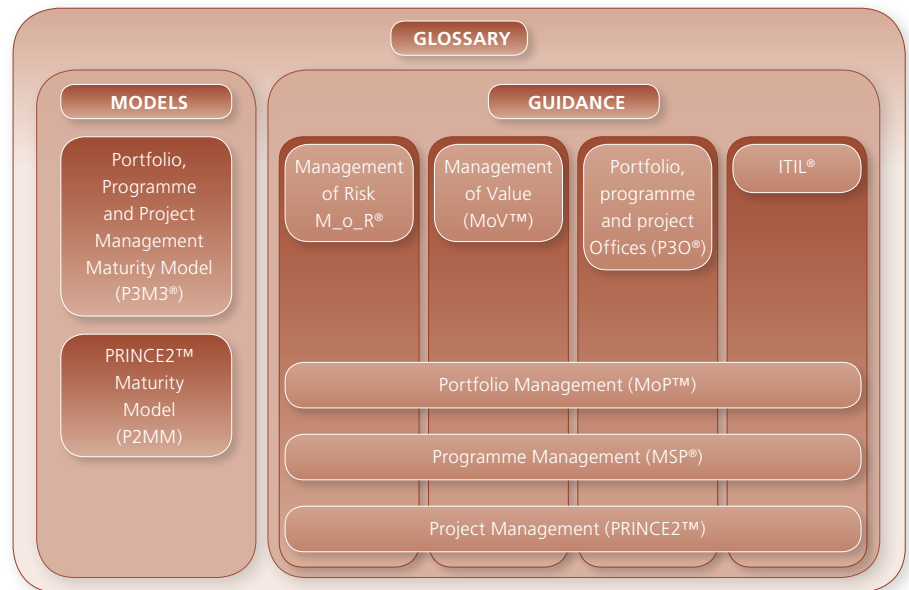 GLOSSARY
MODELS
Portfolio,
Programme
and Project
Management
Maturity Model
(P3M3®)
PRINCE2™
Maturity
Model
(P2MM)
GUIDANCE
Management
of Risk
M_o_R®
Management
of Value
(MoV™)
Portfolio,
programme
and project
Offices (P3O®)
ITIL®
Portfolio Management (MoP™)
Programme Management (MSP®)
Project Management (PRINCE2™)